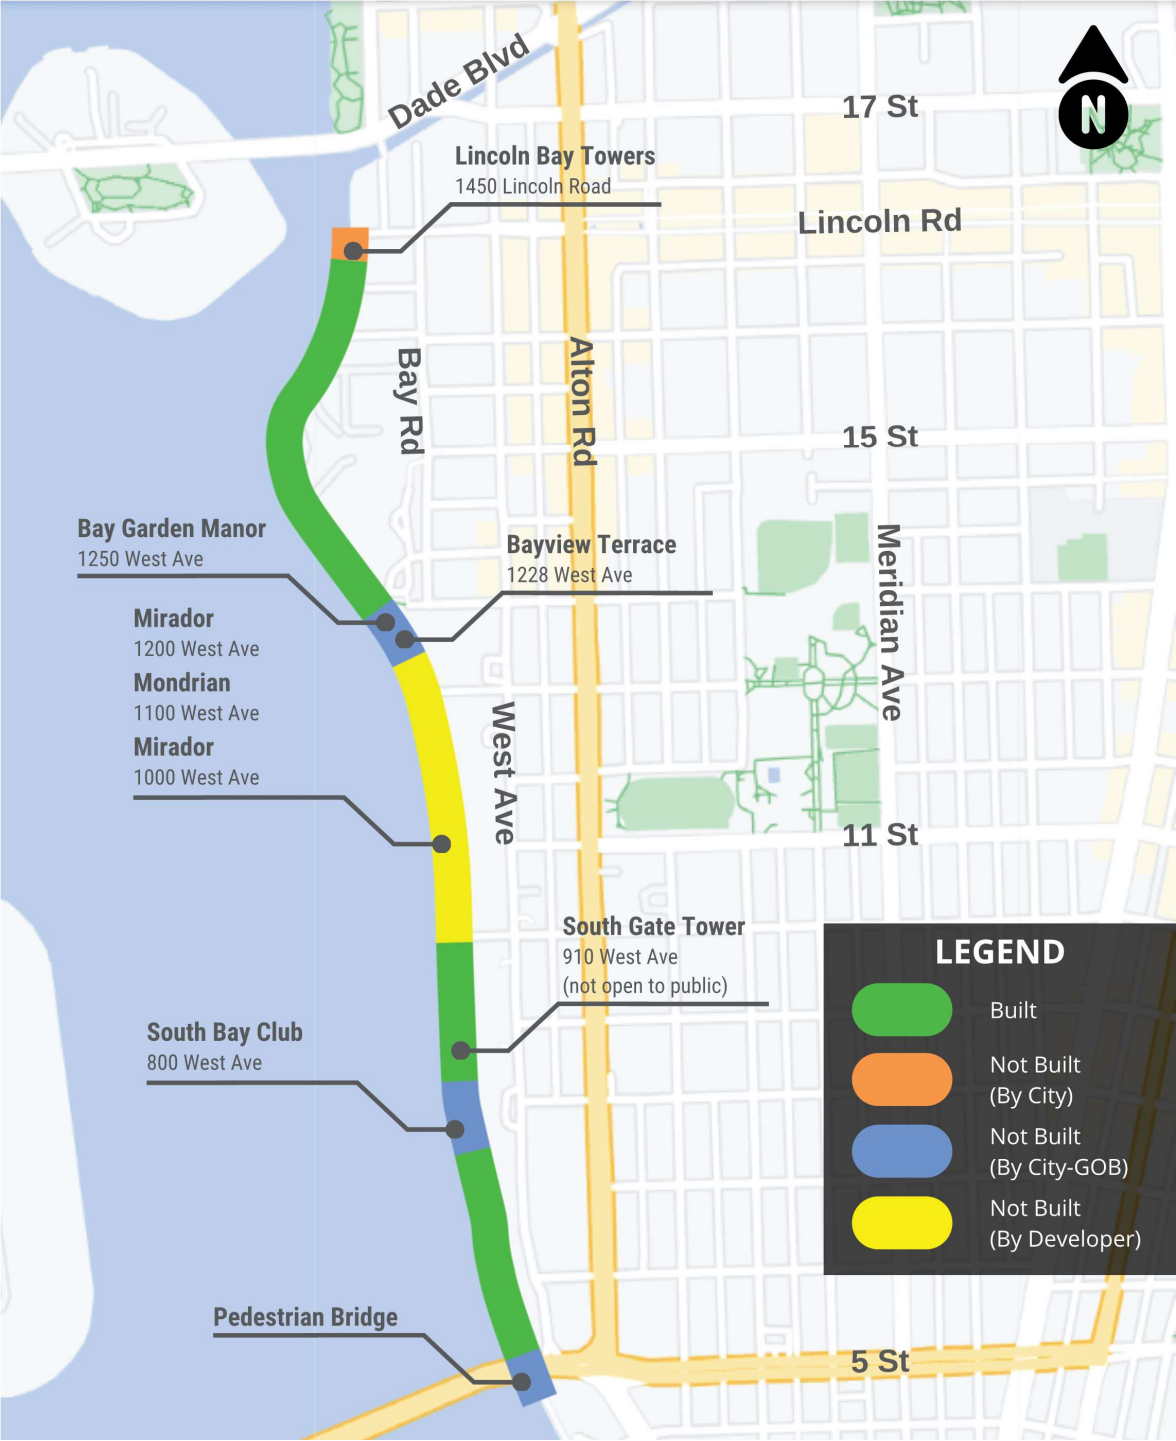 Dade Blvd
17 St
N
Lincoln Bay Towers
1450 Lincoln Road
Lincoln Rd
Bay Rd
Alton Rd
15 St
Bay Garden Manor
1250 West Ave
Bayview Terrace
1228 West Ave
Meridian Ave
Mirador
1200 West Ave
Mondrian
1100 West Ave
Mirador
1000 West Ave
West Ave
11 St
South Gate Tower
910 West Ave
(not open to public)
South Bay Club
800 West Ave
Pedestrian Bridge
5 St
LEGEND
Built
Not Built
(By City)
Not Built
(By City-GOB)
Not Built
(By Developer)